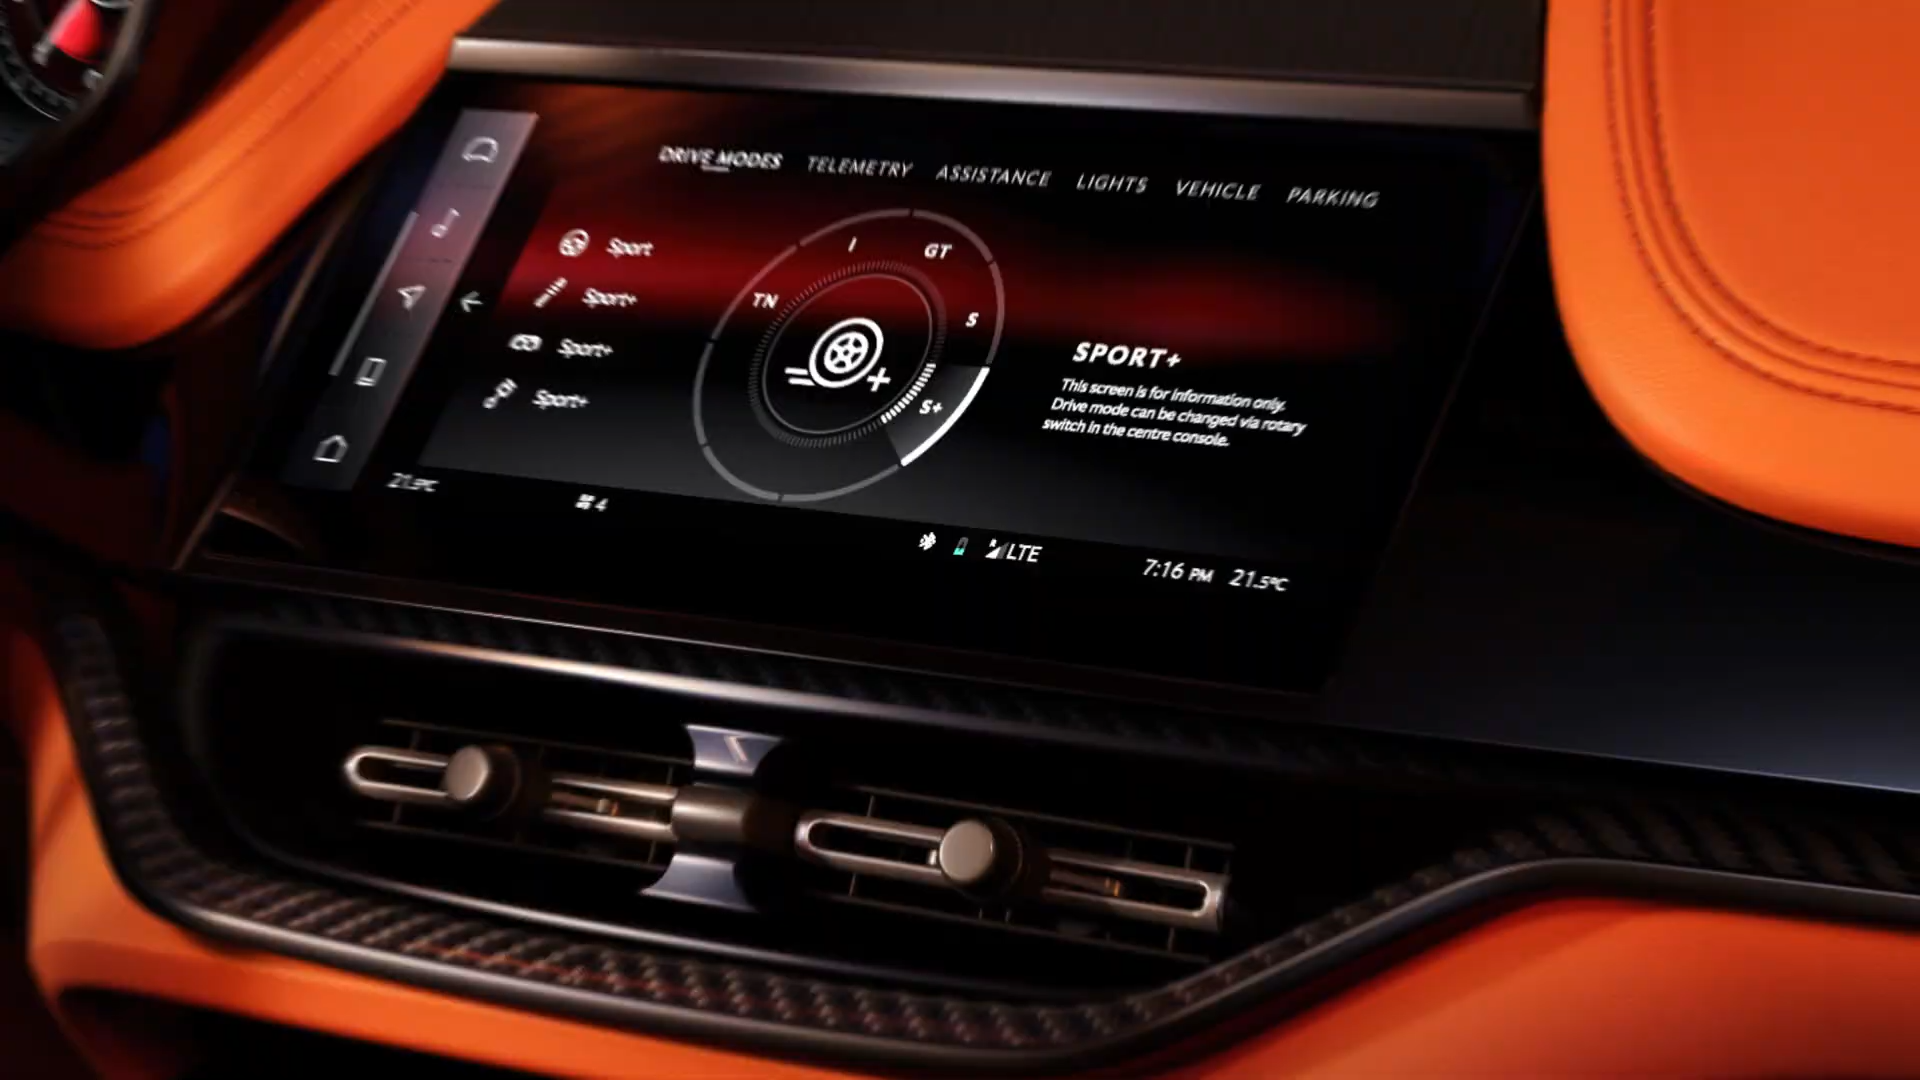 DRIVE MODES TELEMETRY ASSISTANCE LIGHTS VEHICLE PARKING
Sport
Sport+
Sport+
Sport+
I
GT
TN
S
S+
SPORT+
This screen is for information only.
Drive mode can be changed via rotary
switch in the centre console.
21.5°C
4
LTE
7:16 PM 21.5°C